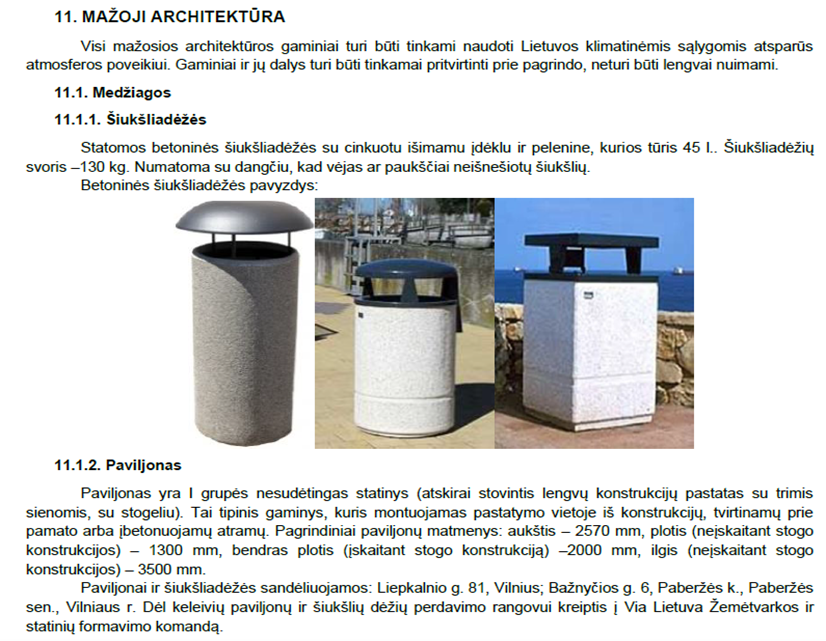 11. MAŽOJI ARCHITEKTŪRA
Visi mažosios architektūros gaminiai turi būti tinkami naudoti Lietuvos klimatinėmis sąlygomis atsparūs
atmosferos poveikiui. Gaminiai ir jų dalys turi būti tinkamai pritvirtinti prie pagrindo, neturi būti lengvai nuimami.
11.1. Medžiagos
11.1.1. Šiukšliadėžės
Statomos betoninės šiukšliadėžės su cinkuotu išimamu įdėklu ir pelenine, kurios tūris 45 l.. Šiukšliadėžių
svoris –130 kg. Numatoma su dangčiu, kad vėjas ar paukščiai neišnešiotų šiukšlių.
Betoninės šiukšliadėžės pavyzdys:
11.1.2. Paviljonas
Paviljonas yra I grupės nesudėtingas statinys (atskirai stovintis lengvų konstrukcijų pastatas su trimis
sienomis, su stogeliu). Tai tipinis gaminys, kuris montuojamas pastatymo vietoje iš konstrukcijų, tvirtinamų prie
pamato arba įbetonuojamų atramų. Pagrindiniai paviljonų matmenys: aukštis – 2570 mm, plotis (neįskaitant stogo
konstrukcijos) – 1300 mm, bendras plotis (įskaitant stogo konstrukciją) –2000 mm, ilgis (neįskaitant stogo
konstrukcijos) – 3500 mm.
Paviljonai ir šiukšliadėžės sandėliuojamos: Liepkalnio g. 81, Vilnius; Bažnyčios g. 6, Paberžės k., Paberžės
sen., Vilniaus r. Dėl keleivių paviljonų ir šiukšlių dėžių perdavimo rangovui kreiptis į Via Lietuva Žemėtvarkos ir
statinių formavimo komandą.